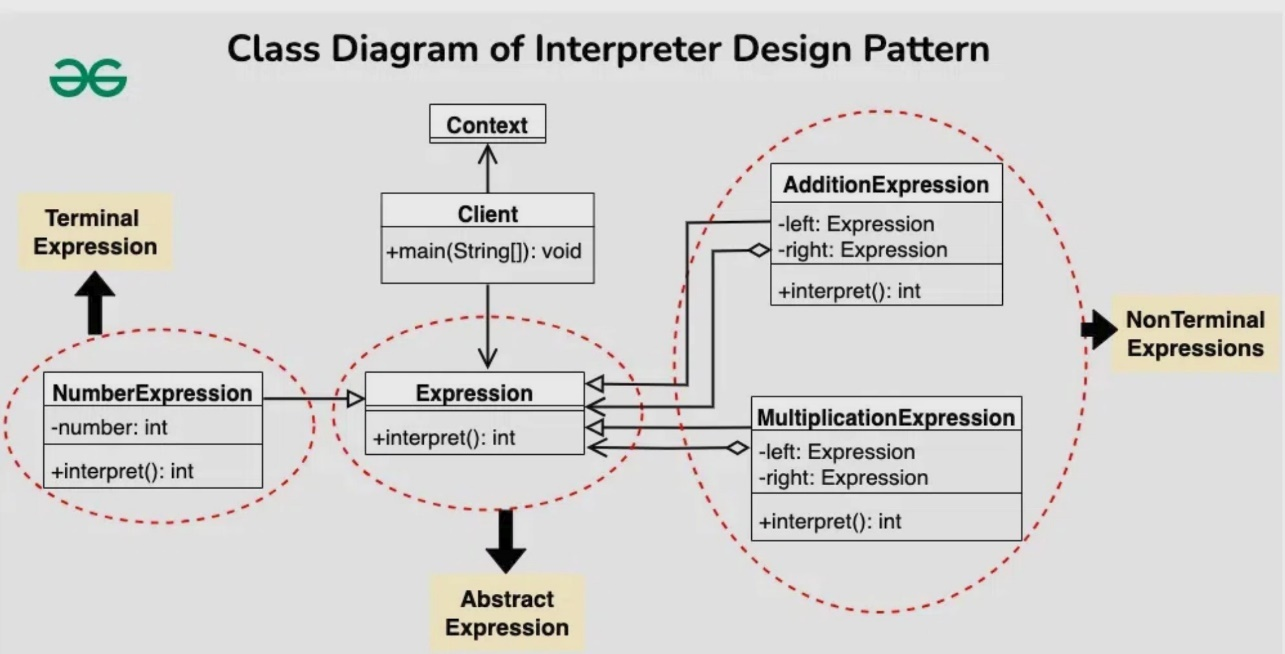 Class Diagram of Interpreter Design Pattern
Context
Client
+main(String[]): void
Terminal
Expression
NumberExpression
-number: int
+interpret(): int
Expression
+interpret(): int
Abstract
Expression
AdditionExpression
-left: Expression
-right: Expression
+interpret(): int
MultiplicationExpression
-left: Expression
-right: Expression
+interpret(): int
NonTerminal
Expressions